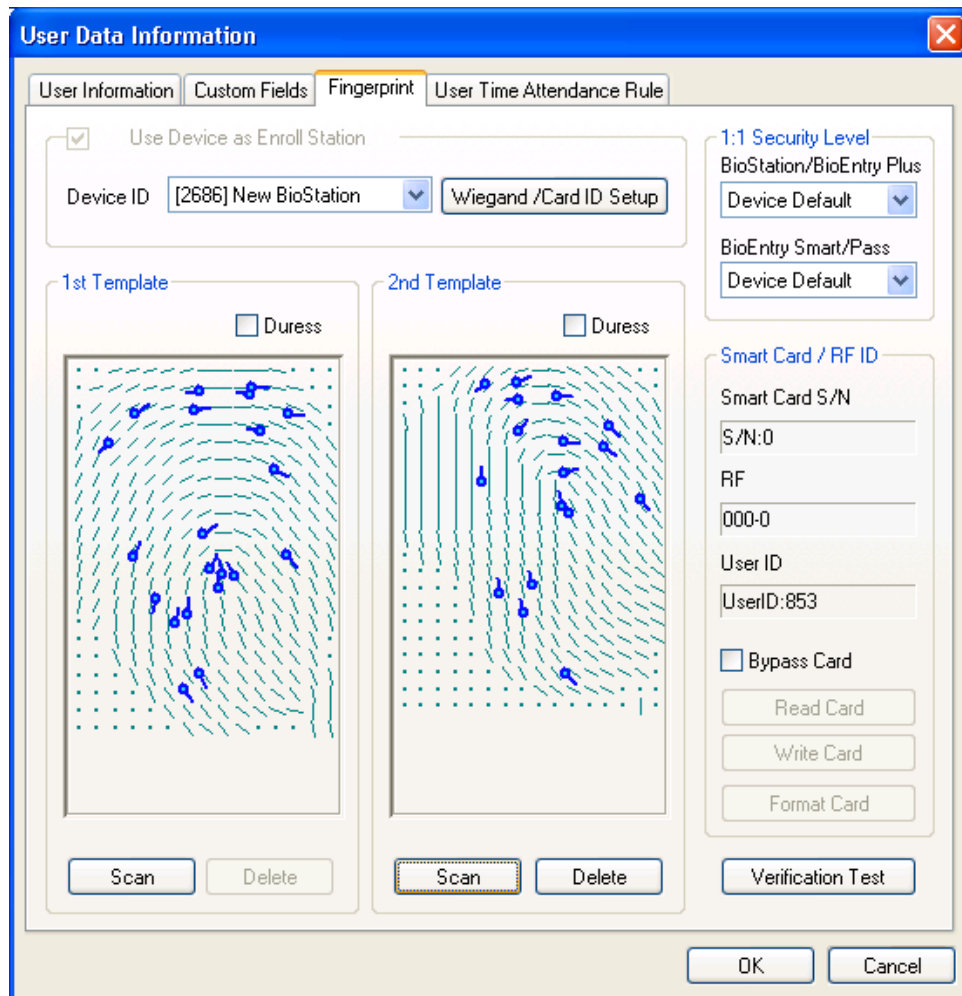 User Data Information
User Information
Custom Fields
Fingerprint
User Time Attendance Rule
Use Device as Enroll Station
Device ID
[2686] New BioStation
Wiegand /Card ID Setup
1:1 Security Level
BioStation/BioEntry Plus
Device Default
BioEntry Smart/Pass
Device Default
1st Template
Duress
2nd Template
Duress
Smart Card / RF ID
Smart Card S/N
S/N:0
RF
000-0
User ID
UserID:853
Bypass Card
Read Card
Write Card
Format Card
Scan
Delete
Scan
Delete
Verification Test
OK
Cancel